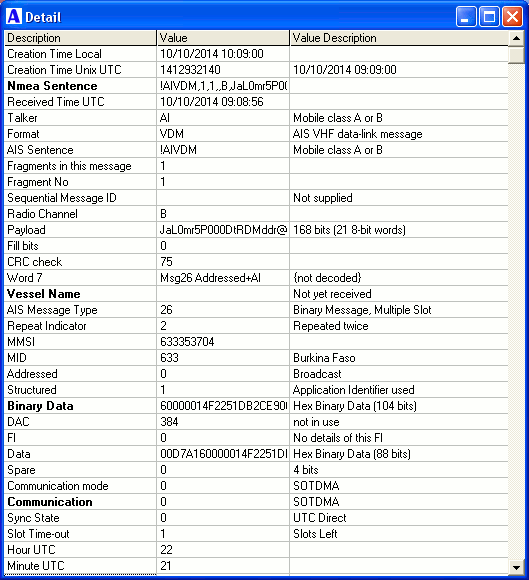 A Detail
Description Value Value Description
Creation Time Local 10/10/2014 10:09:00
Creation Time Unix UTC 1412932140 10/10/2014 09:09:00
Nmea Sentence !AIVDM,1,1,,B,JaL0mr5P0(
Received Time UTC 10/10/2014 09:08:56
Talker AI Mobile class A or B
Format VDM AIS VHF data-link message
AIS Sentence !AIVDM Mobile class A or B
Fragments in this message 1
Fragment No 1
Sequential Message ID Not supplied
Radio Channel B
Payload JaL0mr5P000DtRDMddr@ 168 bits (21 8-bit words)
Fill bits 0
CRC check 75
Word 7 Msg26 Addressed+AI {not decoded}
Vessel Name Not yet received
AIS Message Type 26 Binary Message, Multiple Slot
Repeat Indicator 2 Repeated twice
MMSI 633353704
MID 633 Burkina Faso
Addressed 0 Broadcast
Structured 1 Application Identifier used
Binary Data 60000014F2251DB2CE90( Hex Binary Data (104 bits)
DAC 384 not in use
FI 0 No details of this FI
Data 00D7A160000014F2251DI Hex Binary Data (88 bits)
Spare 0 4 bits
Communication mode 0 SOTDMA
Communication 0 SOTDMA
Sync State 0 UTC Direct
Slot Time-out 1 Slots Left
Hour UTC 22
Minute UTC 21